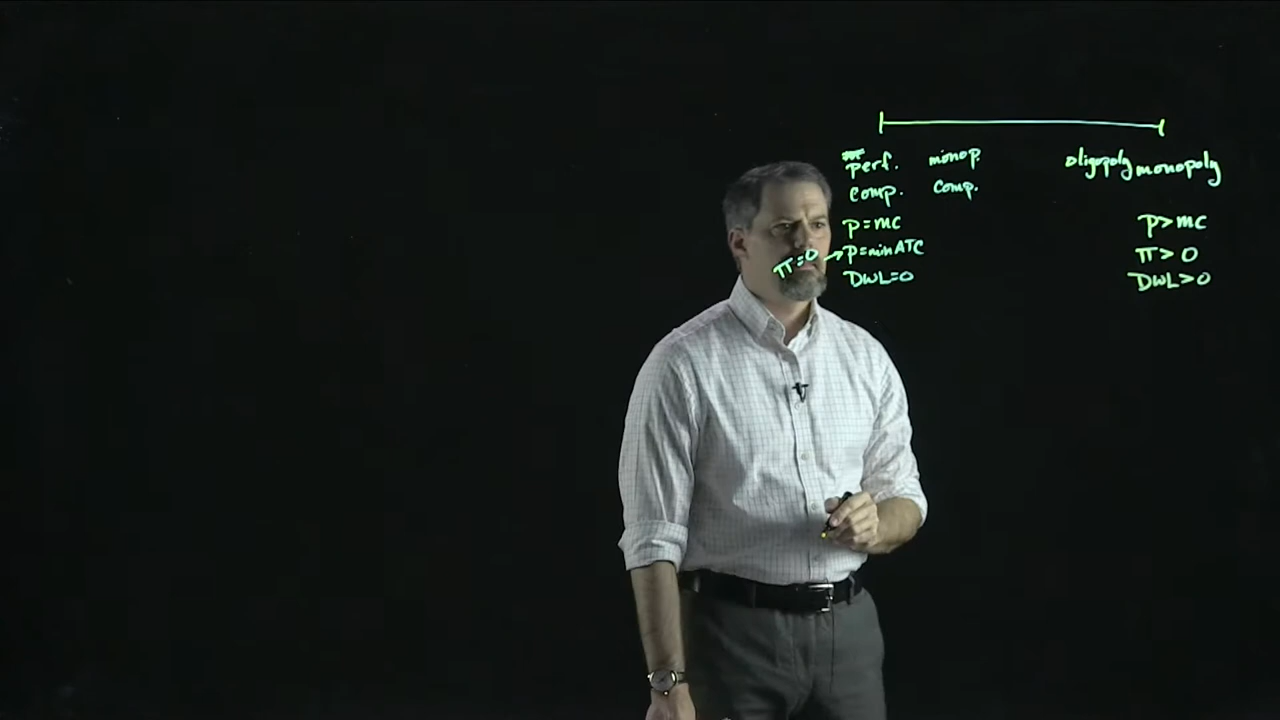 perf. monop. oligopoly monopoly
comp. comp.
P=MC P>MC
π=0 → P=minATC π>0
DWL=0 DWL>0